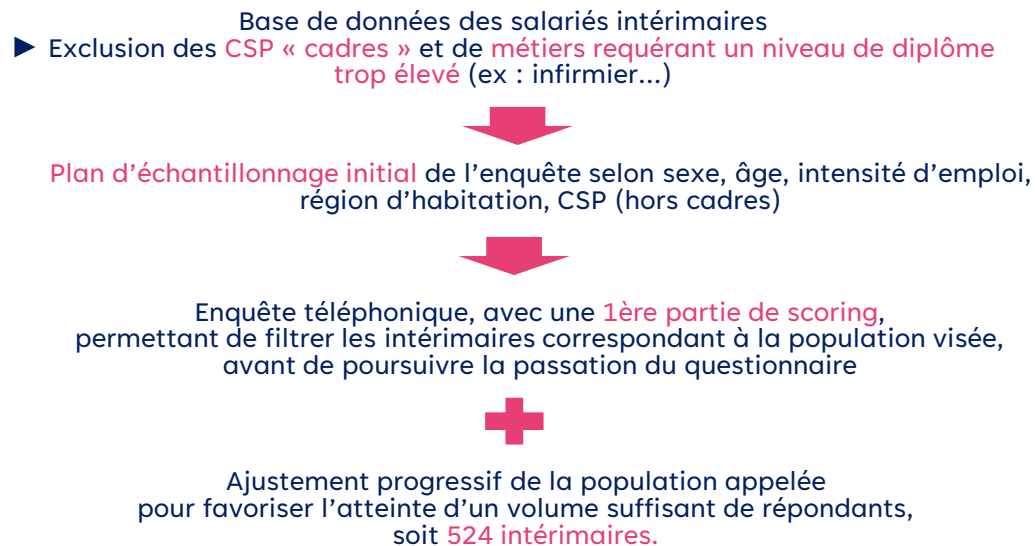 Base de données des salariés intérimaires
► Exclusion des CSP « cadres » et de métiers requérant un niveau de diplôme
trop élevé (ex : infirmier...)
Plan d’échantillonnage initial de l’enquête selon sexe, âge, intensité d’emploi,
région d’habitation, CSP (hors cadres)
Enquête téléphonique, avec une 1ère partie de scoring,
permettant de filtrer les intérimaires correspondant à la population visée,
avant de poursuivre la passation du questionnaire
Ajustement progressif de la population appelée
pour favoriser l’atteinte d’un volume suffisant de répondants,
soit 524 intérimaires.